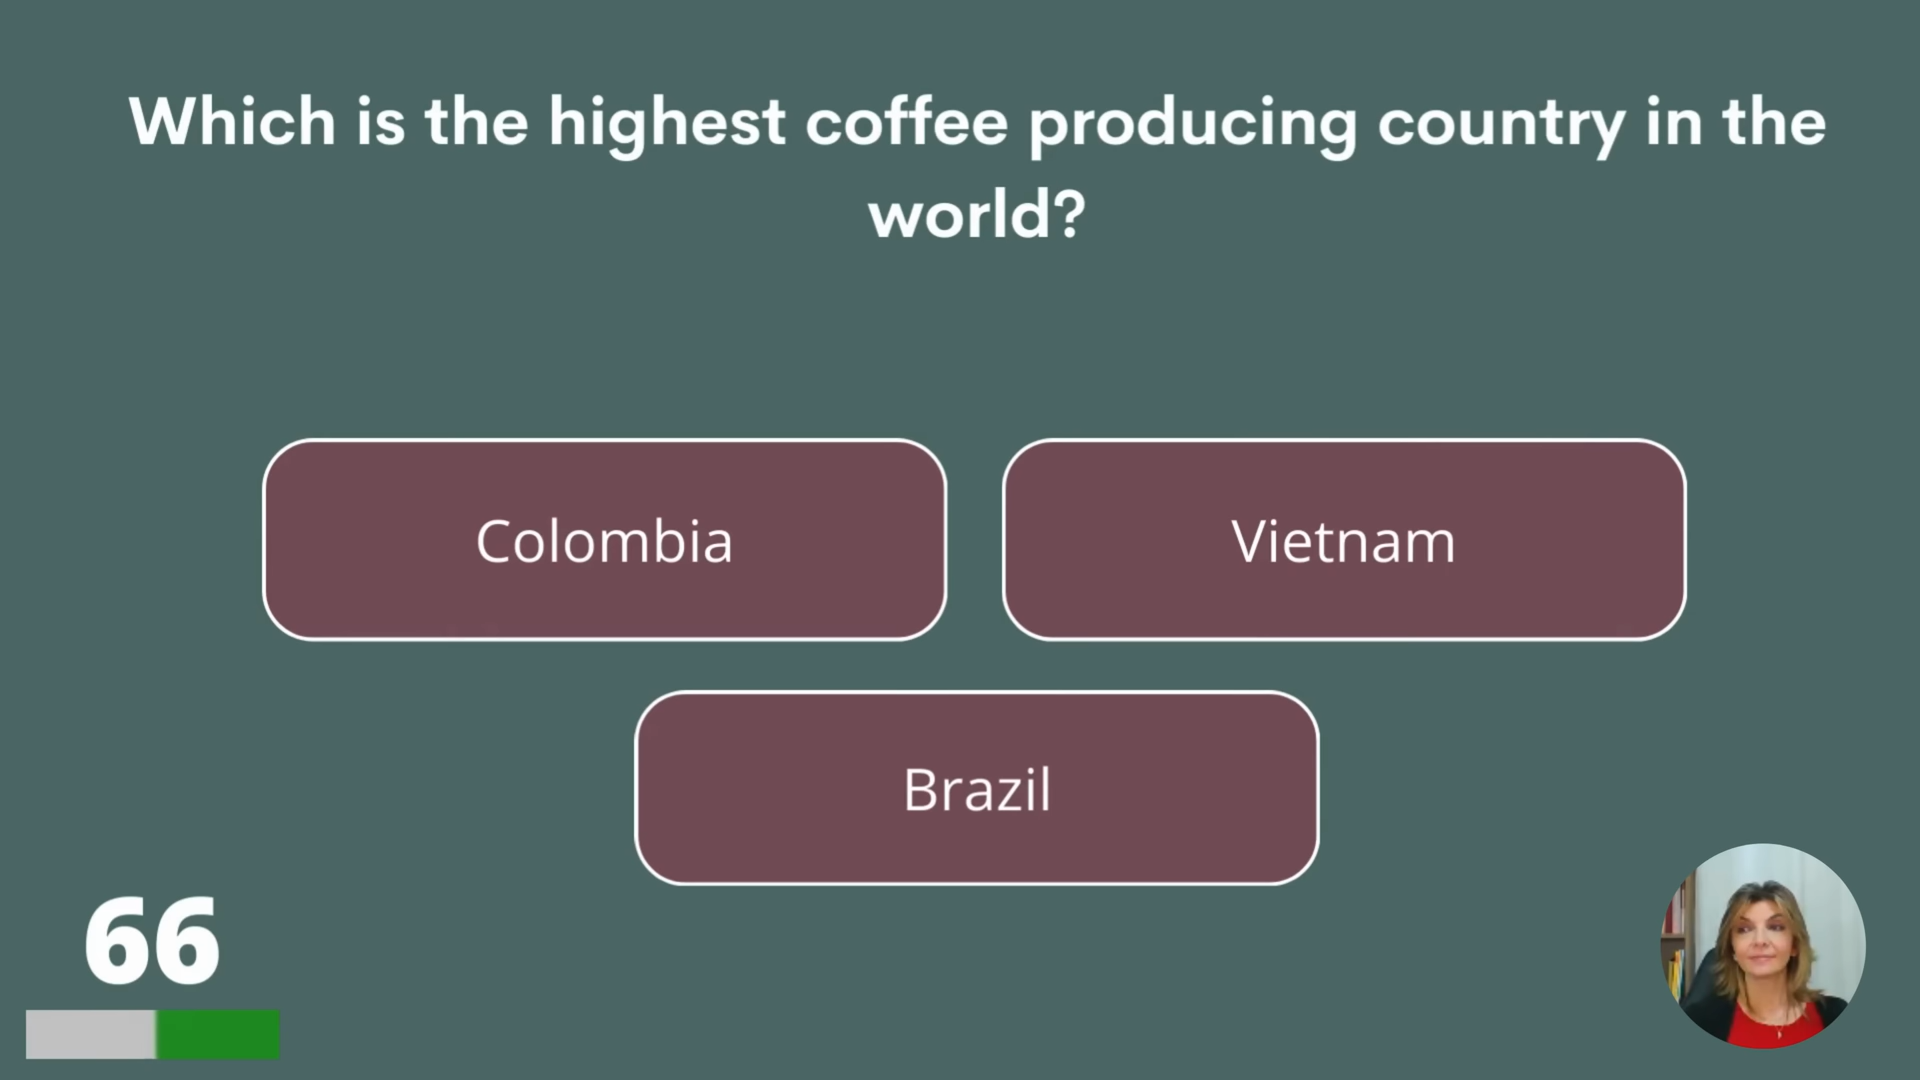 Which is the highest coffee producing country in the
world?
Colombia
Vietnam
Brazil
66